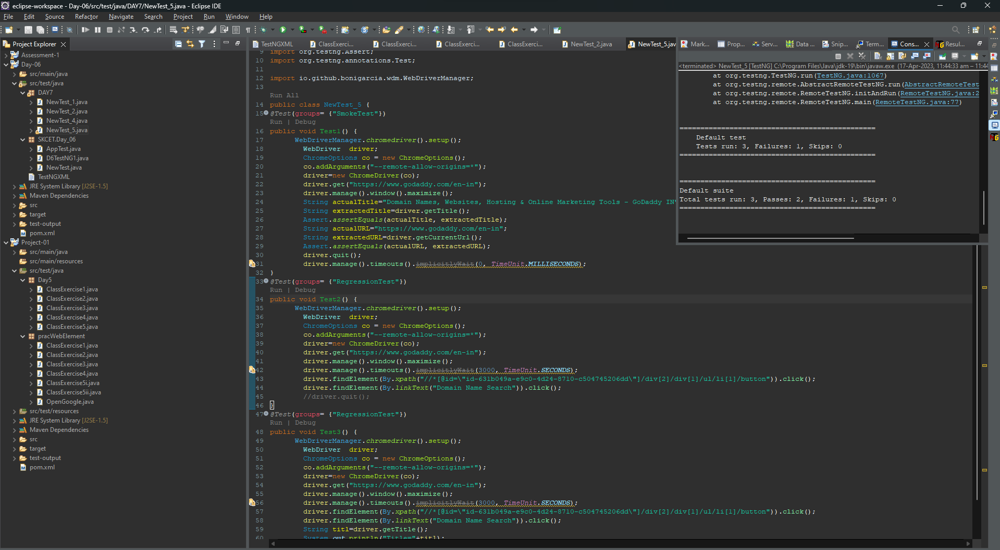 eclipse-workspace - Day-06/src/test/java/DAY7/NewTest_5.java - Eclipse IDE
File Edit Source Refactor Navigate Search Project Run Window Help
Project Explorer
Assessment-1
Day-06
src/main/java
src/test/java
DAY7
NewTest_1.java
NewTest_2.java
NewTest_4.java
NewTest_5.java
SKCET.Day_06
AppTest.java
D6TestNG1.java
NewTest.java
TestNGXML
JRE System Library [J2SE-1.5]
Maven Dependencies
src
target
test-output
pom.xml
Project-01
src/main/java
src/main/resources
src/test/java
Day5
ClassExercise1.java
ClassExercise2.java
ClassExercise3.java
ClassExercise4.java
ClassExercise5.java
pracWebElement
ClassExercise1.java
ClassExercise2.java
ClassExercise3.java
ClassExercise4.java
ClassExercise5i.java
ClassExercise5ii.java
OpenGoogle.java
src/test/resources
JRE System Library [J2SE-1.5]
Maven Dependencies
src
target
test-output
pom.xml
TestNGXML ClassExerci... ClassExerci... ClassExerci... ClassExerci... NewTest_2.java NewTest_5.jav
9 import org.testng.Assert;
10 import org.testng.annotations.Test;
11
12 import io.github.bonigarcia.wdm.WebDriverManager;
13
Run All
14 public class NewTest_5 {
15 @Test(groups= {"SmokeTest"})
Run | Debug
16 public void Test1() {
17 WebDriverManager.chromedriver().setup();
18 WebDriver driver;
19 ChromeOptions co = new ChromeOptions();
20 co.addArguments("--remote-allow-origins=*");
21 driver=new ChromeDriver(co);
22 driver.get("https://www.godaddy.com/en-in");
23 driver.manage().window().maximize();
24 String actualTitle="Domain Names, Websites, Hosting & Online Marketing Tools - GoDaddy IN"
25 String extractedTitle=driver.getTitle();
26 Assert.assertEquals(actualTitle, extractedTitle);
27 String actualURL="https://www.godaddy.com/en-in";
28 String extractedURL=driver.getCurrentUrl();
29 Assert.assertEquals(actualURL, extractedURL);
30 driver.quit();
31 driver.manage().timeouts().implicitlyWait(0, TimeUnit.MILLISECONDS);
32 }
33 @Test(groups= {"RegressionTest"})
Run | Debug
34 public void Test2() {
35 WebDriverManager.chromedriver().setup();
36 WebDriver driver;
37 ChromeOptions co = new ChromeOptions();
38 co.addArguments("--remote-allow-origins=*");
39 driver=new ChromeDriver(co);
40 driver.get("https://www.godaddy.com/en-in");
41 driver.manage().window().maximize();
42 driver.manage().timeouts().implicitlyWait(3000, TimeUnit.SECONDS);
43 driver.findElement(By.xpath("//*[@id=\"id-631b049a-e9c0-4d24-8710-c504745206dd\"]/div[2]/div[1]/ul/li[1]/button")).click();
44 driver.findElement(By.linkText("Domain Name Search")).click();
45 //driver.quit();
46 }
47 @Test(groups= {"RegressionTest"})
Run | Debug
48 public void Test3() {
49 WebDriverManager.chromedriver().setup();
50 WebDriver driver;
51 ChromeOptions co = new ChromeOptions();
52 co.addArguments("--remote-allow-origins=*");
53 driver=new ChromeDriver(co);
54 driver.get("https://www.godaddy.com/en-in");
55 driver.manage().window().maximize();
56 driver.manage().timeouts().implicitlyWait(3000, TimeUnit.SECONDS);
57 driver.findElement(By.xpath("//*[@id=\"id-631b049a-e9c0-4d24-8710-c504745206dd\"]/div[2]/div[1]/ul/li[1]/button")).click();
58 driver.findElement(By.linkText("Domain Name Search")).click();
59 String titl=driver.getTitle();
60 System.out.println("Title="+titl);
Mark... Prop... Serv... Data ... Snip... Term... Cons... Resul...
<terminated> NewTest_5 [TestNG] C:\Program Files\Java\jdk-19\bin\javaw.exe (17-Apr-2023, 11:44:33 am – 11:44
at org.testng.TestNG.run(TestNG.java:1067)
at org.testng.remote.AbstractRemoteTestNG.run(AbstractRemoteTest
at org.testng.remote.RemoteTestNG.initAndRun(RemoteTestNG.java:2
at org.testng.remote.RemoteTestNG.main(RemoteTestNG.java:77)
===============================================
Default test
Tests run: 3, Failures: 1, Skips: 0
===============================================
===============================================
Default suite
Total tests run: 3, Passes: 2, Failures: 1, Skips: 0
===============================================